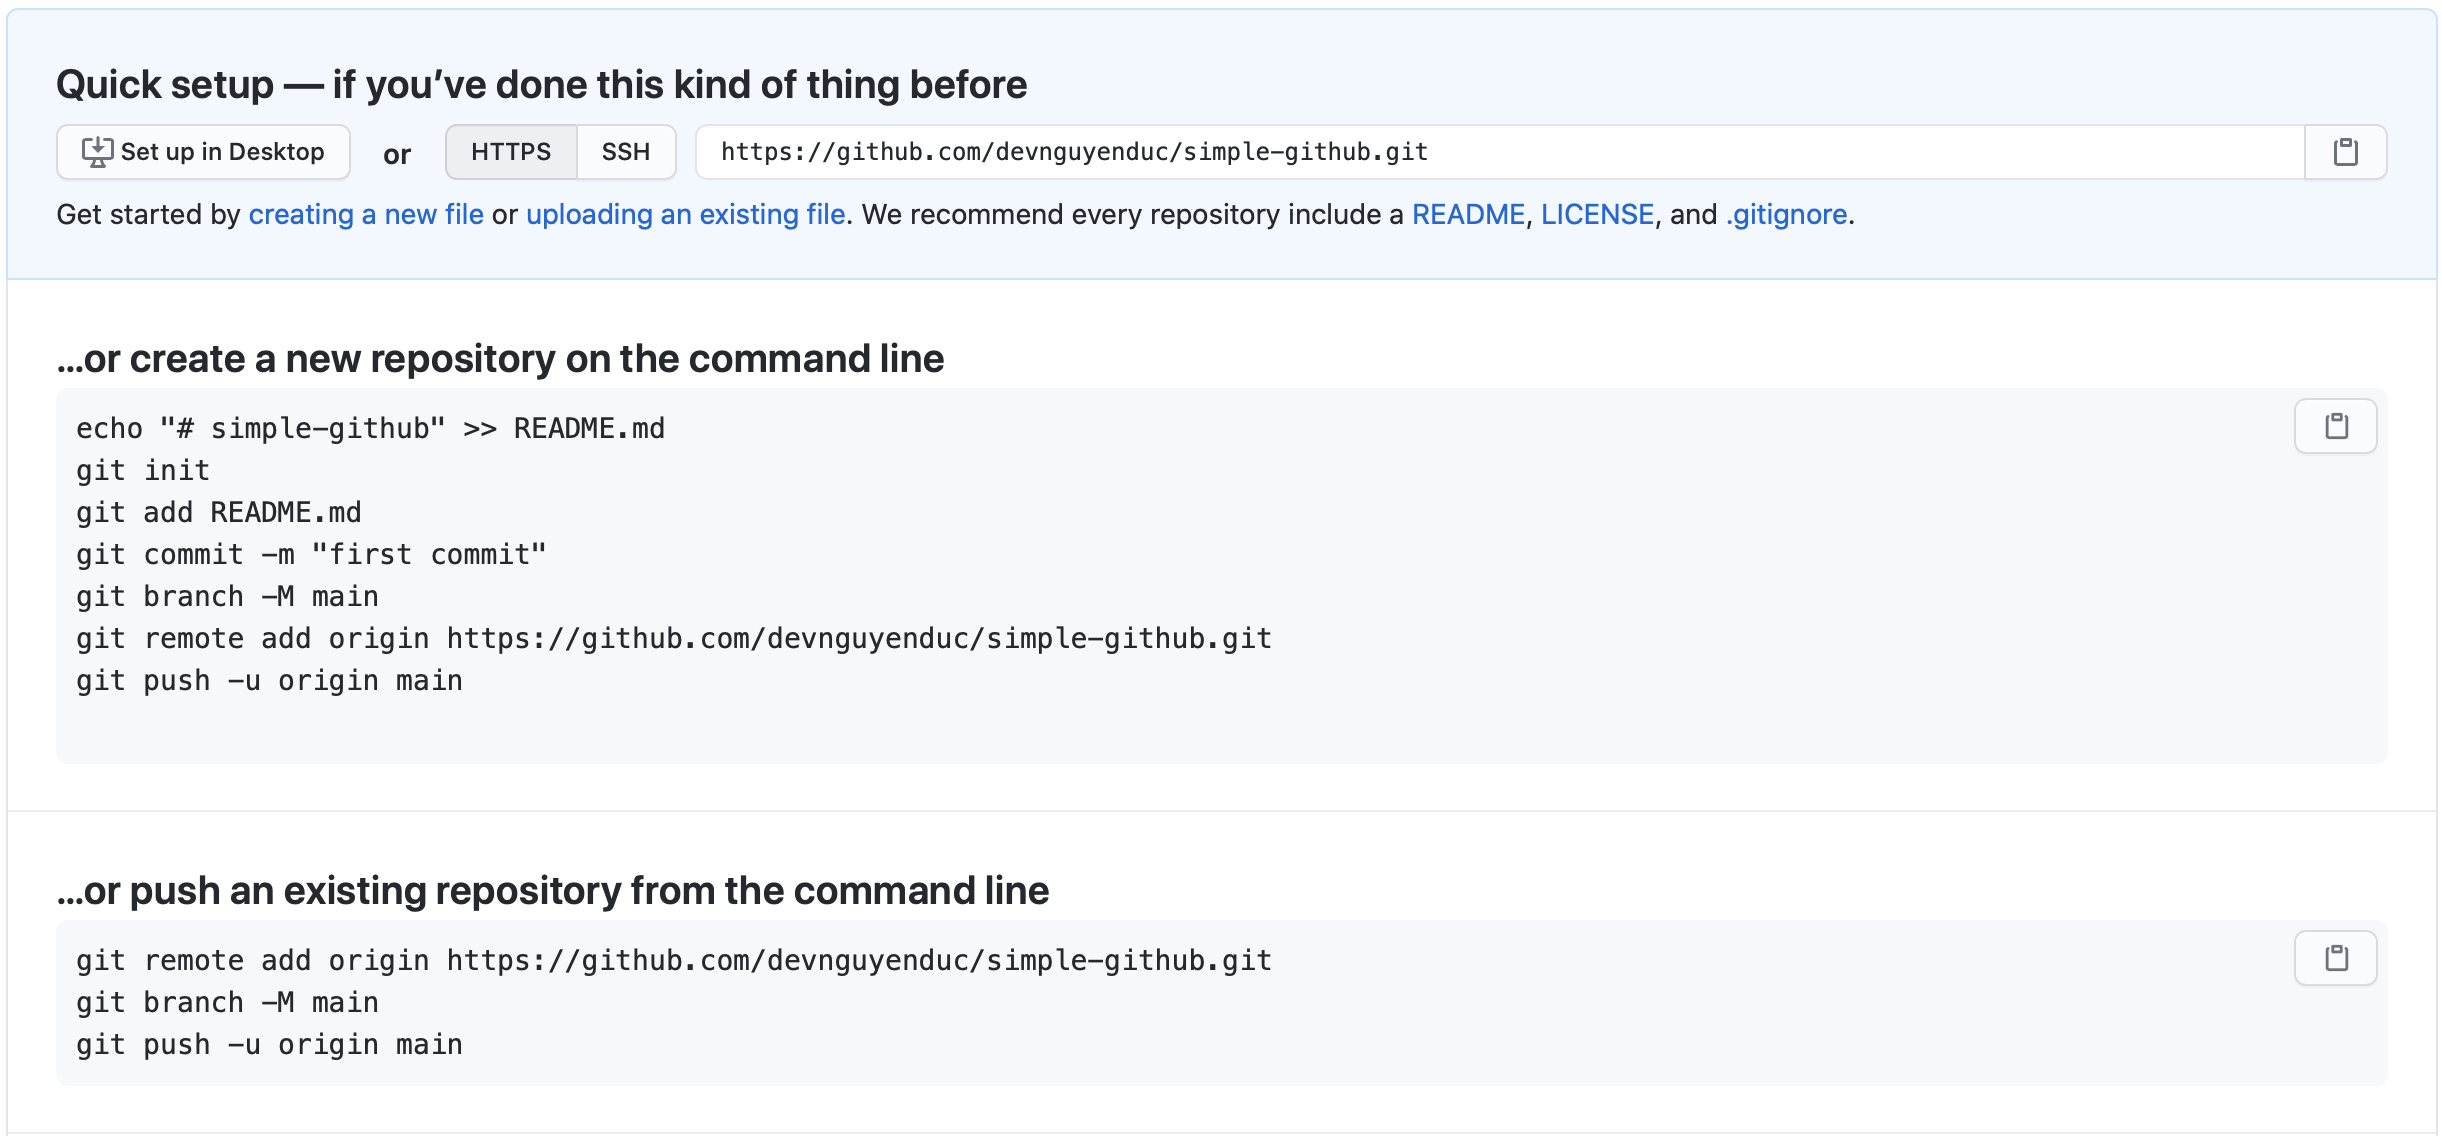 Quick setup — if you’ve done this kind of thing before
Set up in Desktop or HTTPS SSH https://github.com/devnguyenduc/simple-github.git
Get started by creating a new file or uploading an existing file. We recommend every repository include a README, LICENSE, and .gitignore.
…or create a new repository on the command line
echo "# simple-github" >> README.md
git init
git add README.md
git commit -m "first commit"
git branch -M main
git remote add origin https://github.com/devnguyenduc/simple-github.git
git push -u origin main
…or push an existing repository from the command line
git remote add origin https://github.com/devnguyenduc/simple-github.git
git branch -M main
git push -u origin main